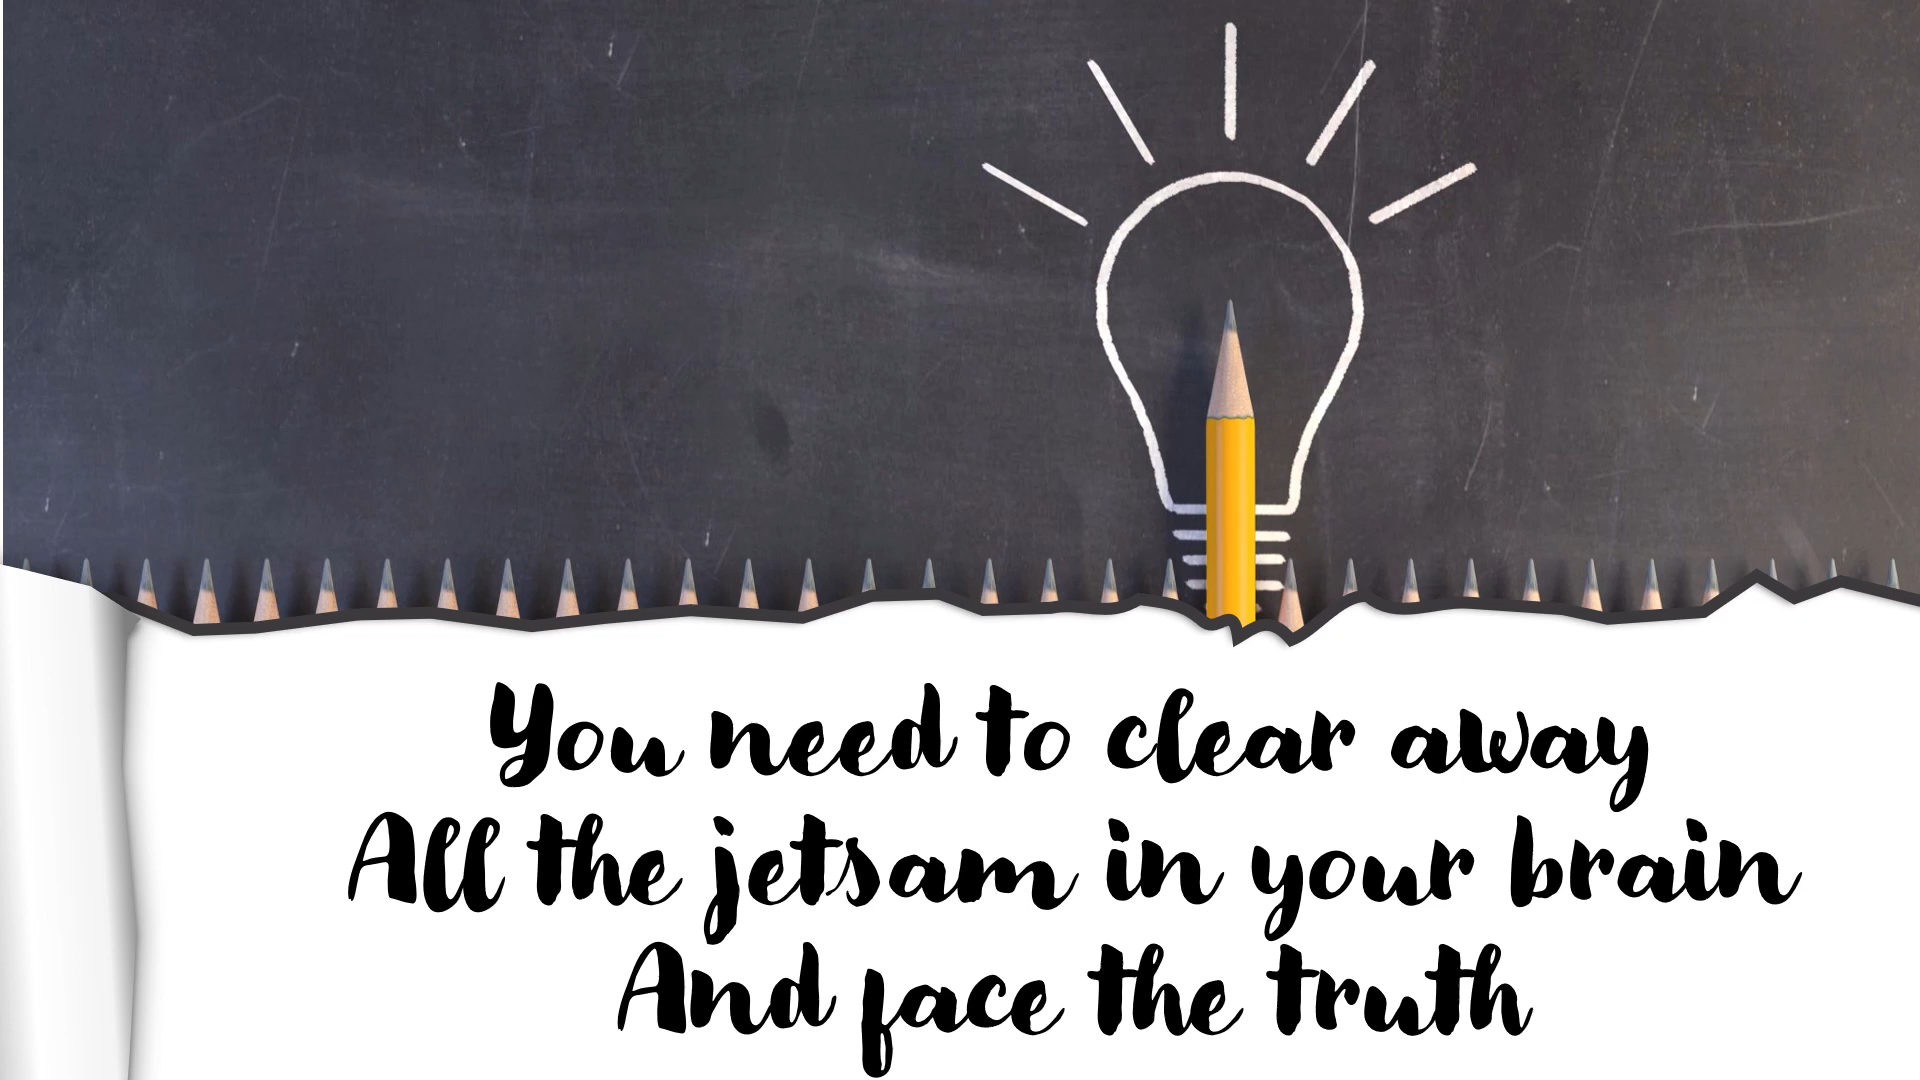 You need to clear away
All the jetsam in your brain
And face the truth